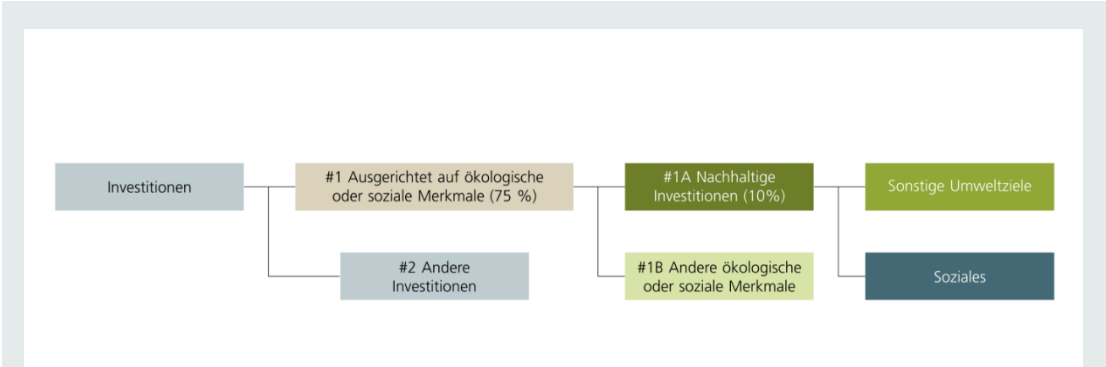 Investitionen
#1 Ausgerichtet auf ökologische
oder soziale Merkmale (75 %)
#1A Nachhaltige
Investitionen (10%)
Sonstige Umweltziele
#2 Andere
Investitionen
#1B Andere ökologische
oder soziale Merkmale
Soziales